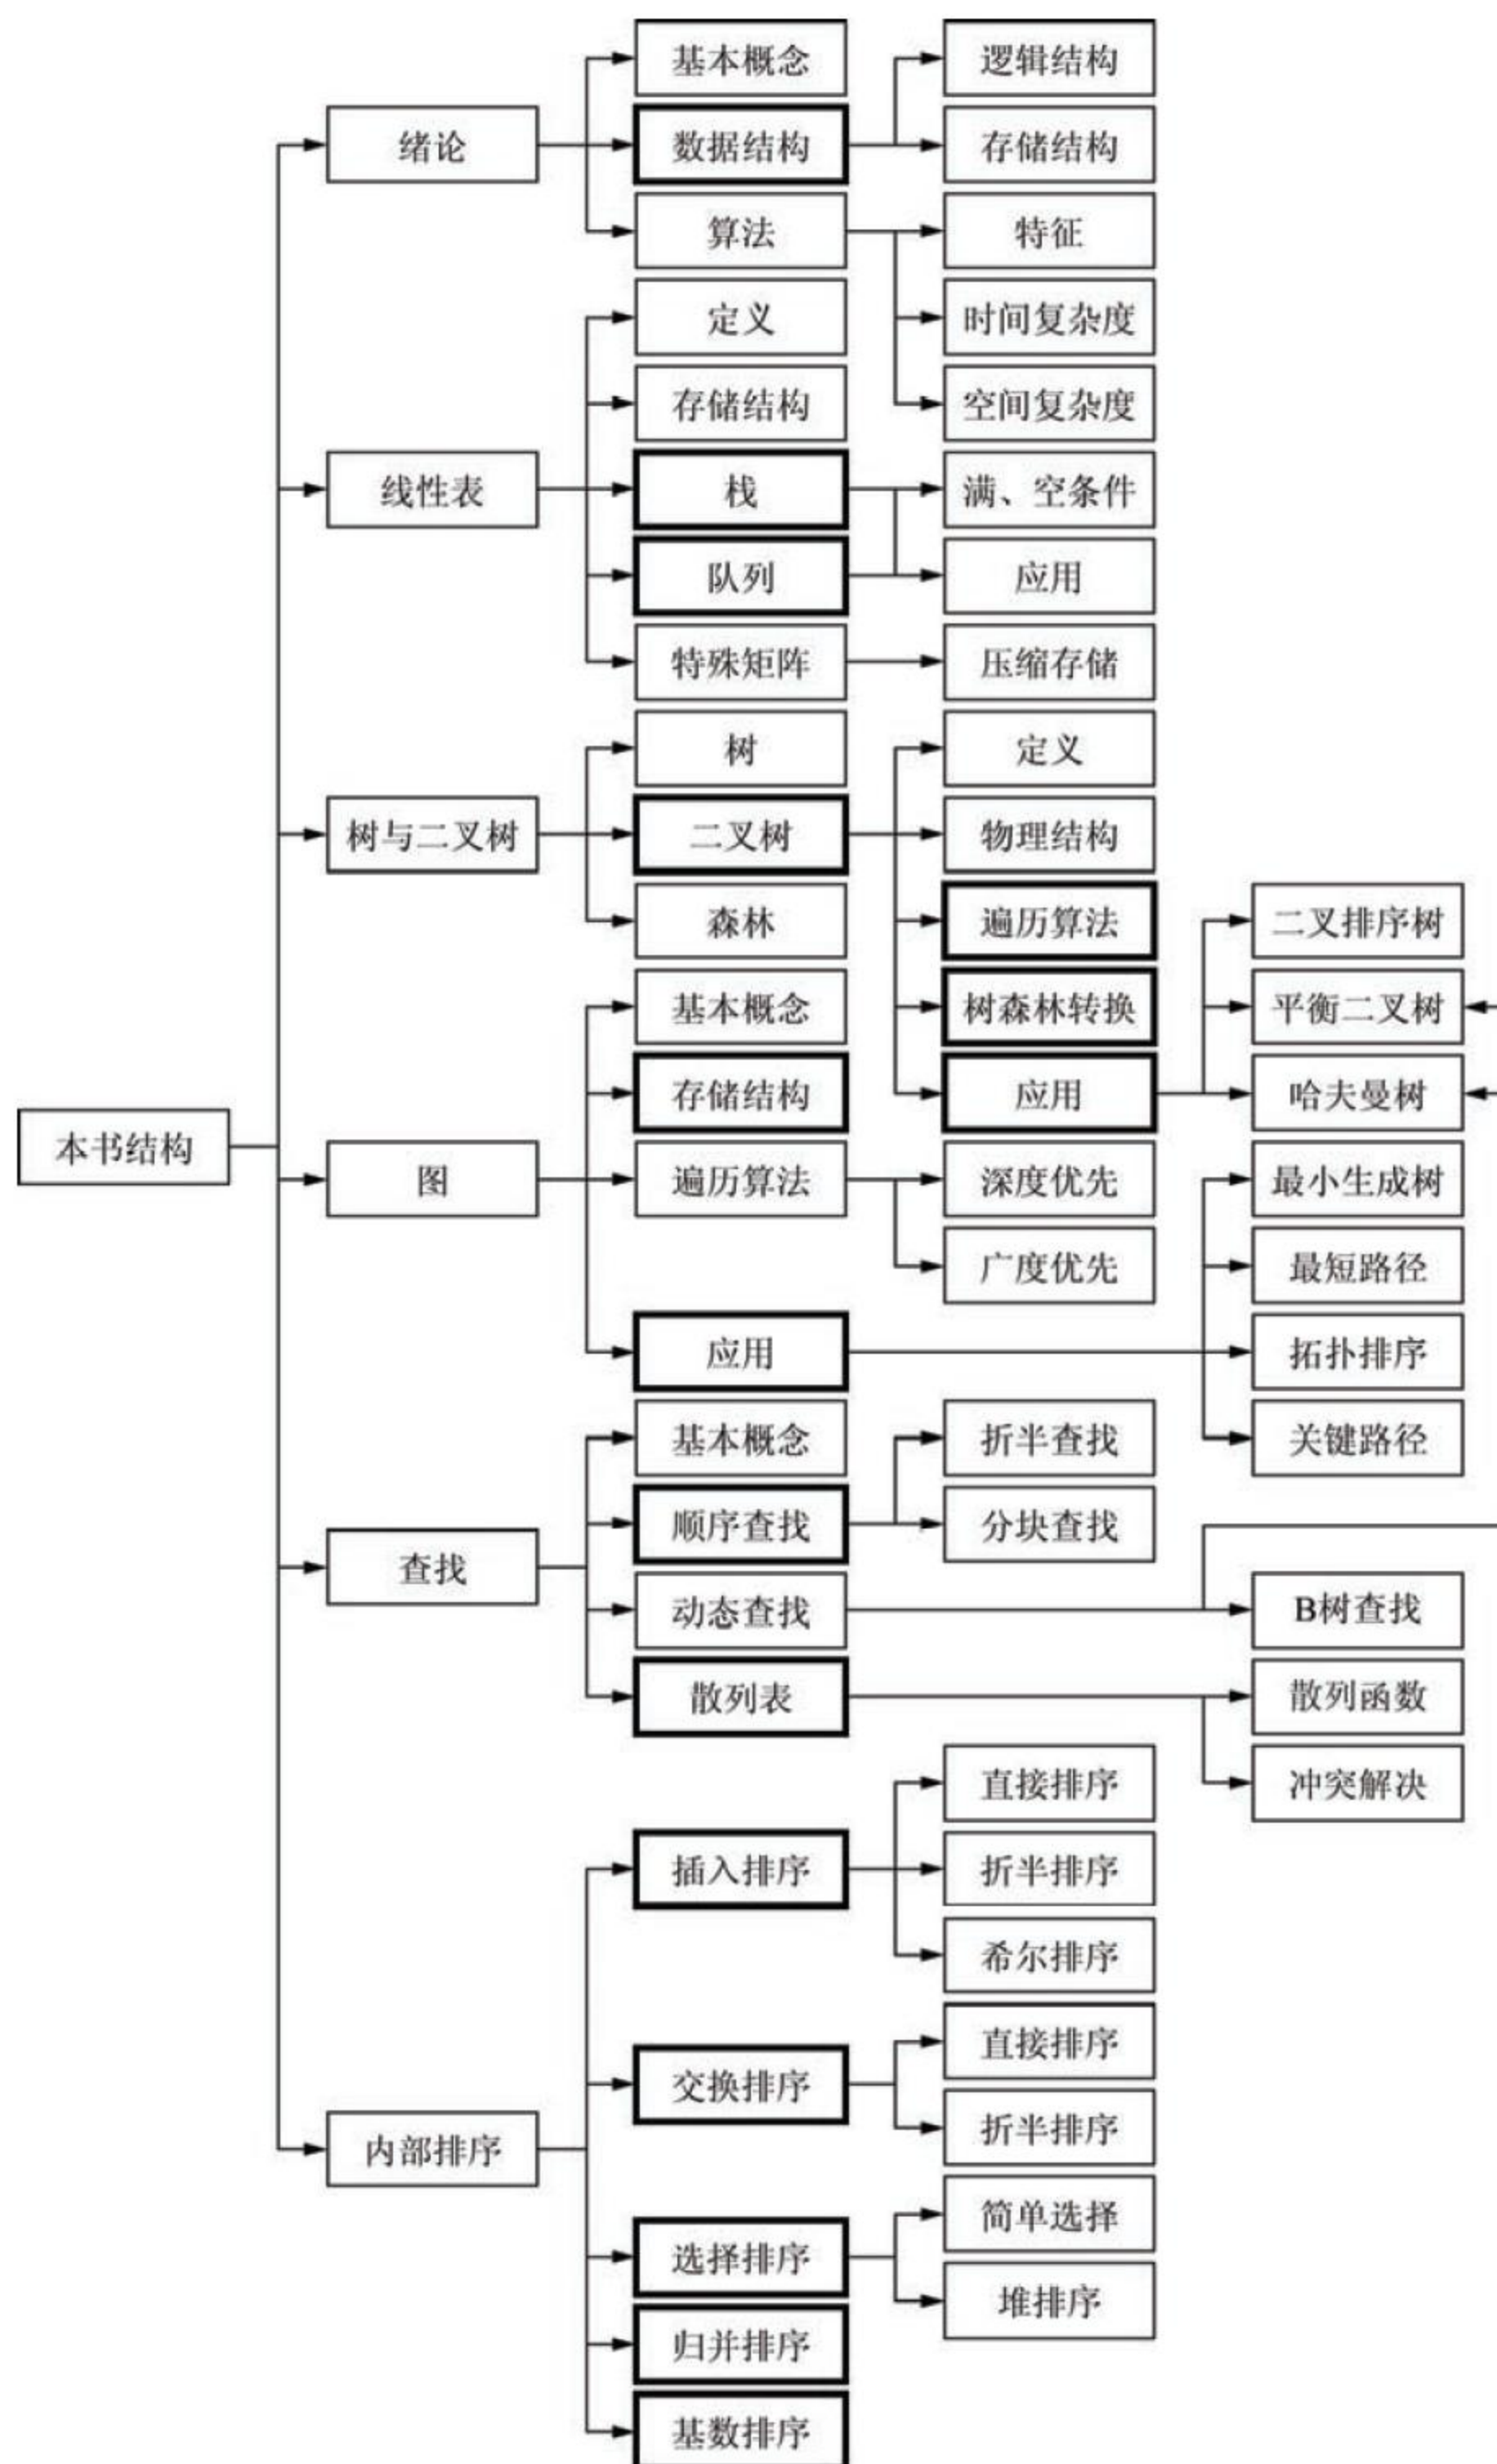 本书结构
绪论
基本概念
数据结构
逻辑结构
存储结构
算法
特征
时间复杂度
空间复杂度
线性表
定义
存储结构
栈
队列
满、空条件
应用
特殊矩阵
压缩存储
树与二叉树
树
二叉树
定义
物理结构
遍历算法
树森林转换
应用
二叉排序树
平衡二叉树
哈夫曼树
森林
图
基本概念
存储结构
遍历算法
深度优先
广度优先
应用
最小生成树
最短路径
拓扑排序
关键路径
查找
基本概念
顺序查找
折半查找
分块查找
动态查找
B树查找
散列表
散列函数
冲突解决
内部排序
插入排序
直接排序
折半排序
希尔排序
交换排序
直接排序
折半排序
选择排序
简单选择
堆排序
归并排序
基数排序